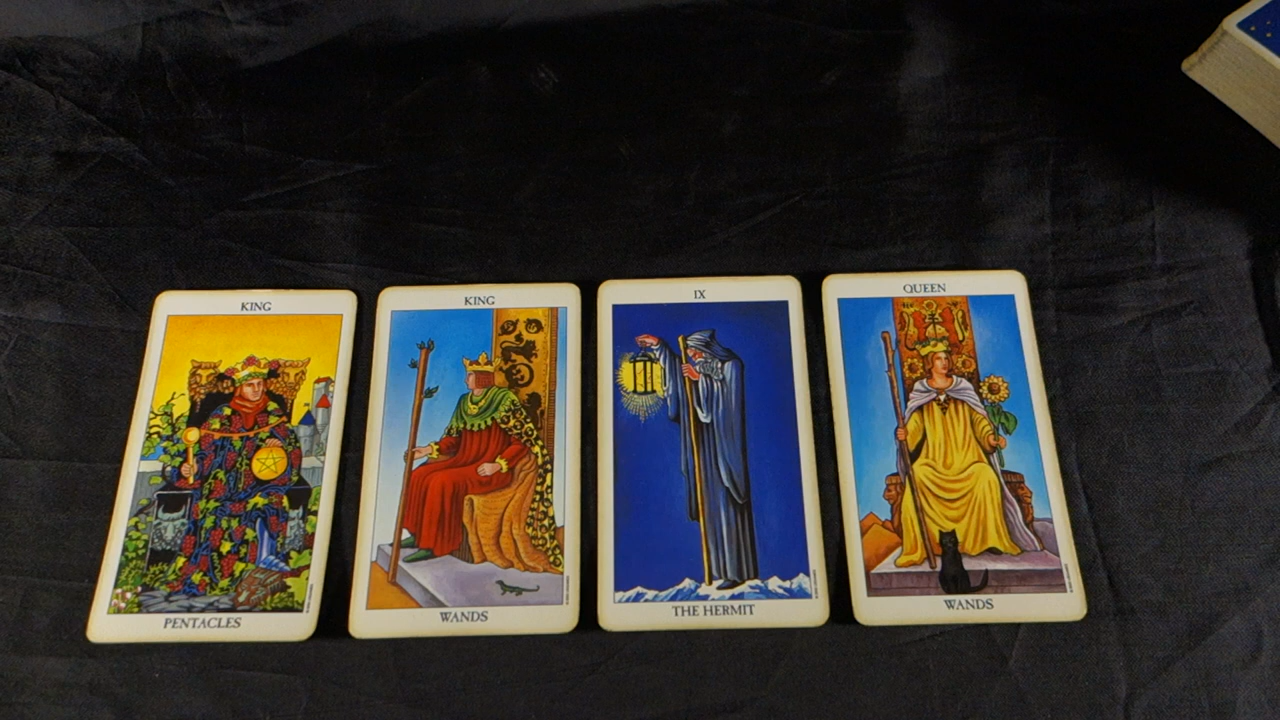 KING
PENTACLES
KING
WANDS
IX
THE HERMIT
QUEEN
WANDS